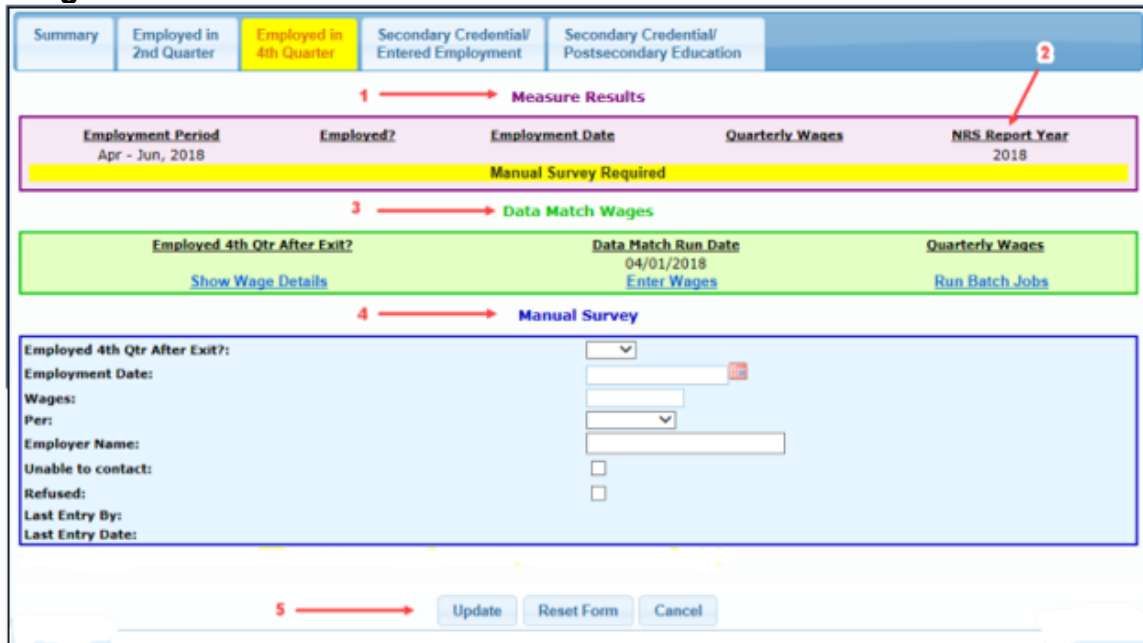 Summary Employed in 2nd Quarter Employed in 4th Quarter Secondary Credential/ Entered Employment Secondary Credential/ Postsecondary Education
2
1 Measure Results
Employment Period Employed? Employment Date Quarterly Wages NRS Report Year
Apr - Jun, 2018 2018
Manual Survey Required
3 Data Match Wages
Employed 4th Qtr After Exit? Data Match Run Date Quarterly Wages
04/01/2018
Show Wage Details Enter Wages Run Batch Jobs
4 Manual Survey
Employed 4th Qtr After Exit?:
Employment Date:
Wages:
Per:
Employer Name:
Unable to contact:
Refused:
Last Entry By:
Last Entry Date:
5 Update Reset Form Cancel